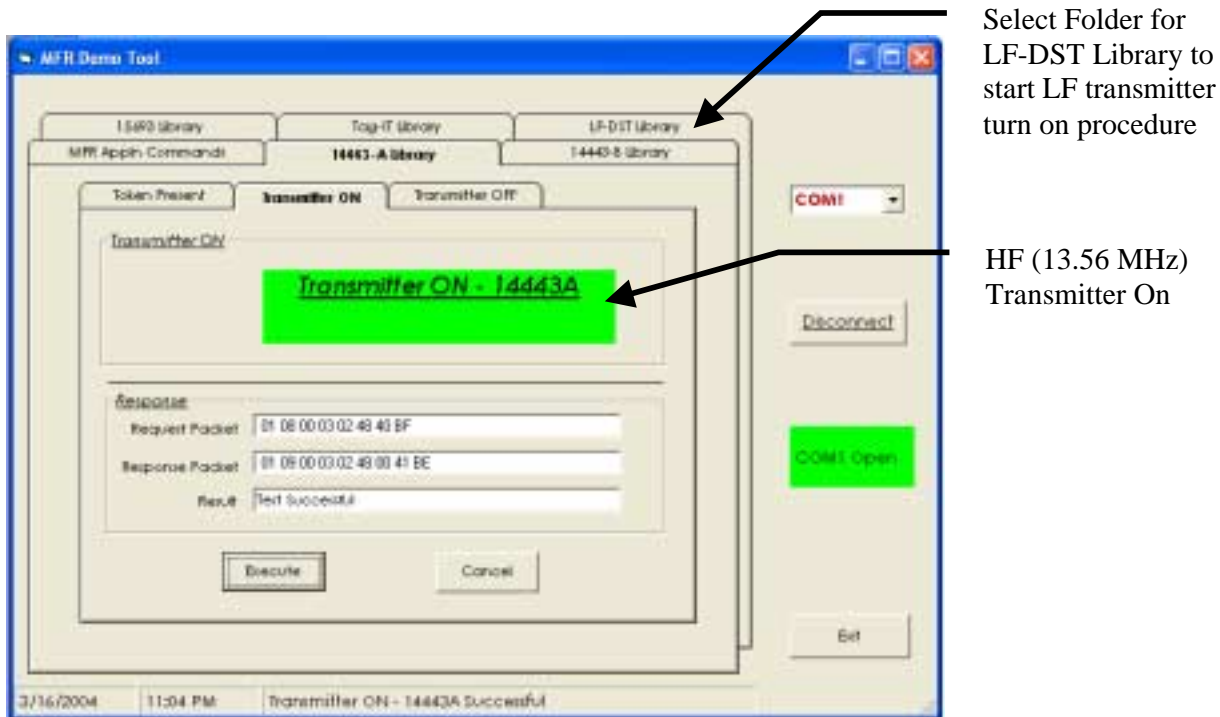 Select Folder for
LF-DST Library to
start LF transmitter
turn on procedure
MFR Demo Tool
15693 Library
Tag-IT Library
LF-DST Library
MFR Appln Commands
14443-A Library
14443-B Library
Token Present
Transmitter ON
Transmitter OFF
COM1
Transmitter ON
Transmitter ON - 14443A
HF (13.56 MHz)
Transmitter On
Disconnect
Response
Request Packet
01 08 00 03 02 48 40 BF
Response Packet
01 09 00 03 02 48 00 41 BE
COM1 Open
Result
Test Successful
Execute
Cancel
Exit
3/16/2004
11:04 PM
Transmitter ON - 14443A Successful